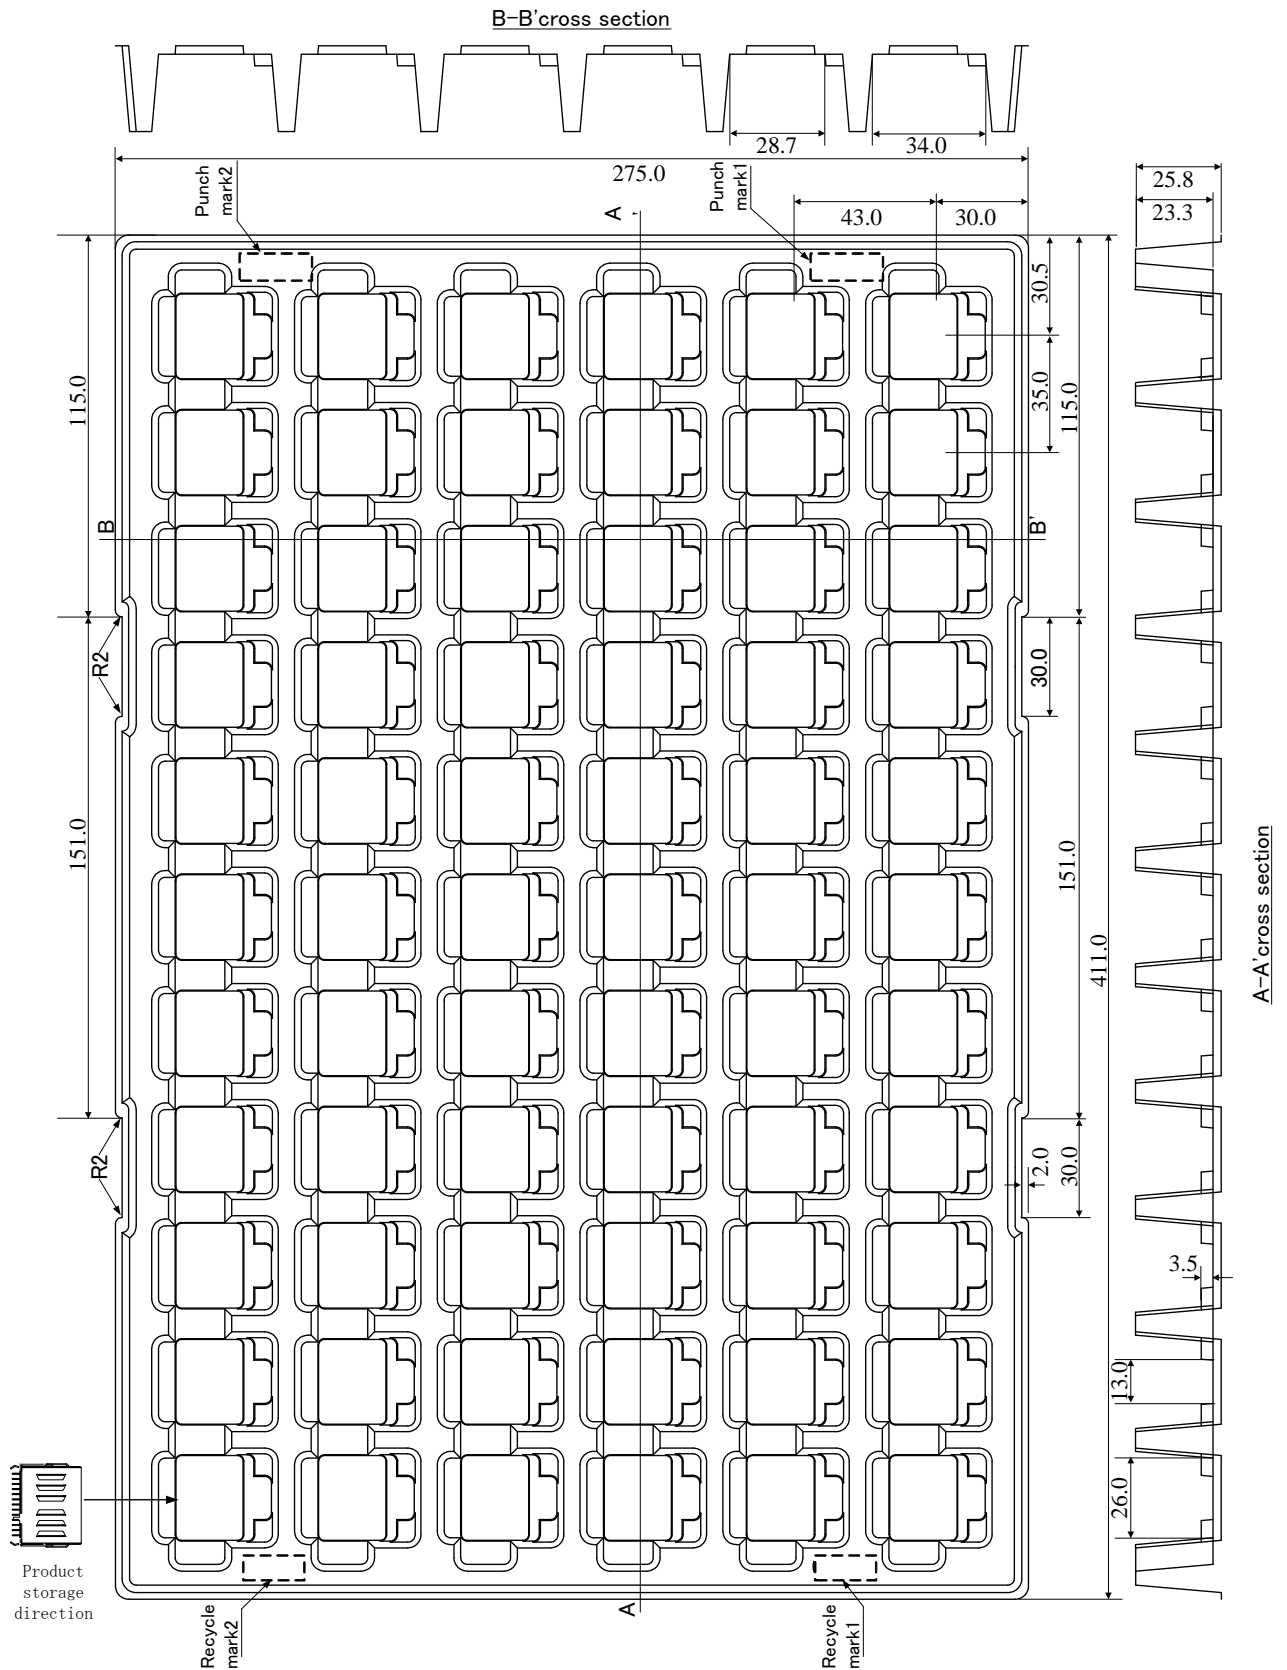 B-B'cross section
28.7
34.0
275.0
Punch
mark2
Punch
mark1
A'
43.0
30.0
25.8
23.3
30.5
35.0
115.0
115.0
B
B'
R2
30.0
151.0
151.0
411.0
A-A'cross section
R2
2.0
30.0
3.5
13.0
26.0
Product
storage
direction
Recycle
mark2
A
Recycle
mark1